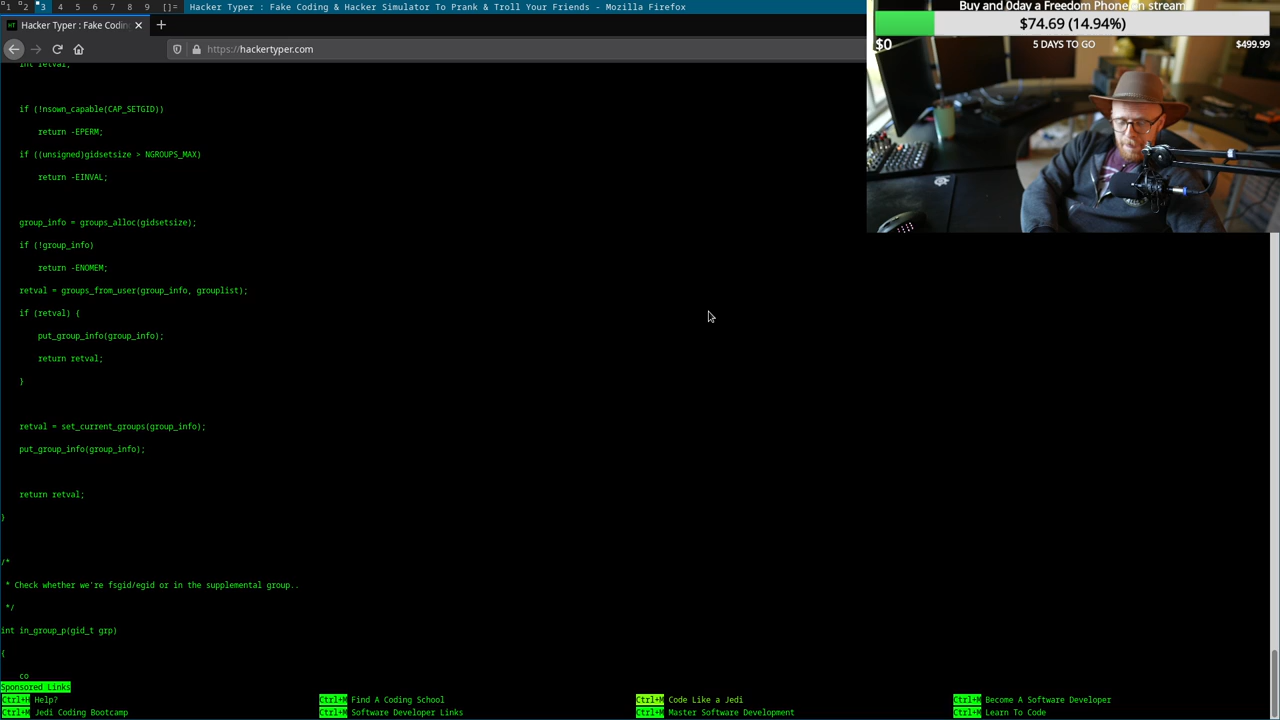 1 2 3 4 5 6 7 8 9 []= Hacker Typer : Fake Coding & Hacker Simulator To Prank & Troll Your Friends - Mozilla Firefox
Hacker Typer : Fake Codin
https://hackertyper.com
Buy and 0day a Freedom Phone on stream
$74.69 (14.94%)
$0 5 DAYS TO GO $499.99
int retval;
if (!nsown_capable(CAP_SETGID))
return -EPERM;
if ((unsigned)gidsetsize > NGROUPS_MAX)
return -EINVAL;
group_info = groups_alloc(gidsetsize);
if (!group_info)
return -ENOMEM;
retval = groups_from_user(group_info, grouplist);
if (retval) {
put_group_info(group_info);
return retval;
}
retval = set_current_groups(group_info);
put_group_info(group_info);
return retval;
}
/*
* Check whether we're fsgid/egid or in the supplemental group..
*/
int in_group_p(gid_t grp)
{
co
Sponsored Links
Ctrl+H Help? Ctrl+M Find A Coding School Ctrl+M Code Like a Jedi Ctrl+M Become A Software Developer
Ctrl+M Jedi Coding Bootcamp Ctrl+M Software Developer Links Ctrl+M Master Software Development Ctrl+M Learn To Code